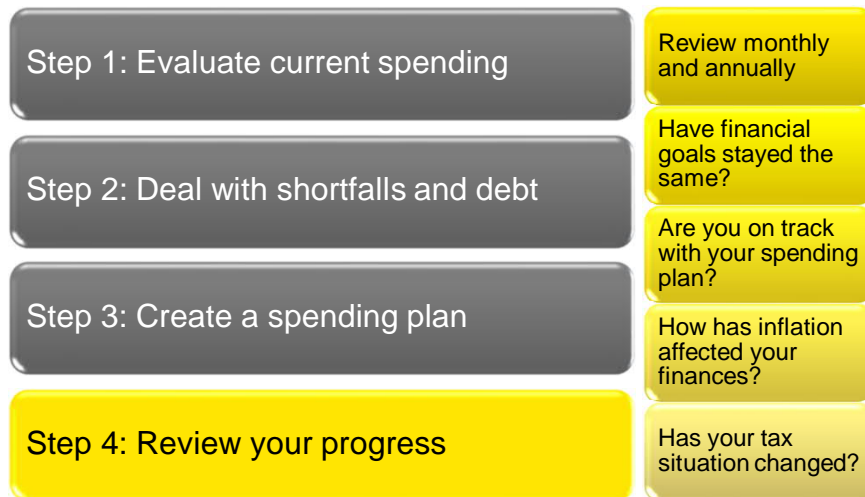 Step 1: Evaluate current spending
Step 2: Deal with shortfalls and debt
Step 3: Create a spending plan
Step 4: Review your progress
Review monthly
and annually
Have financial
goals stayed the
same?
Are you on track
with your spending
plan?
How has inflation
affected your
finances?
Has your tax
situation changed?